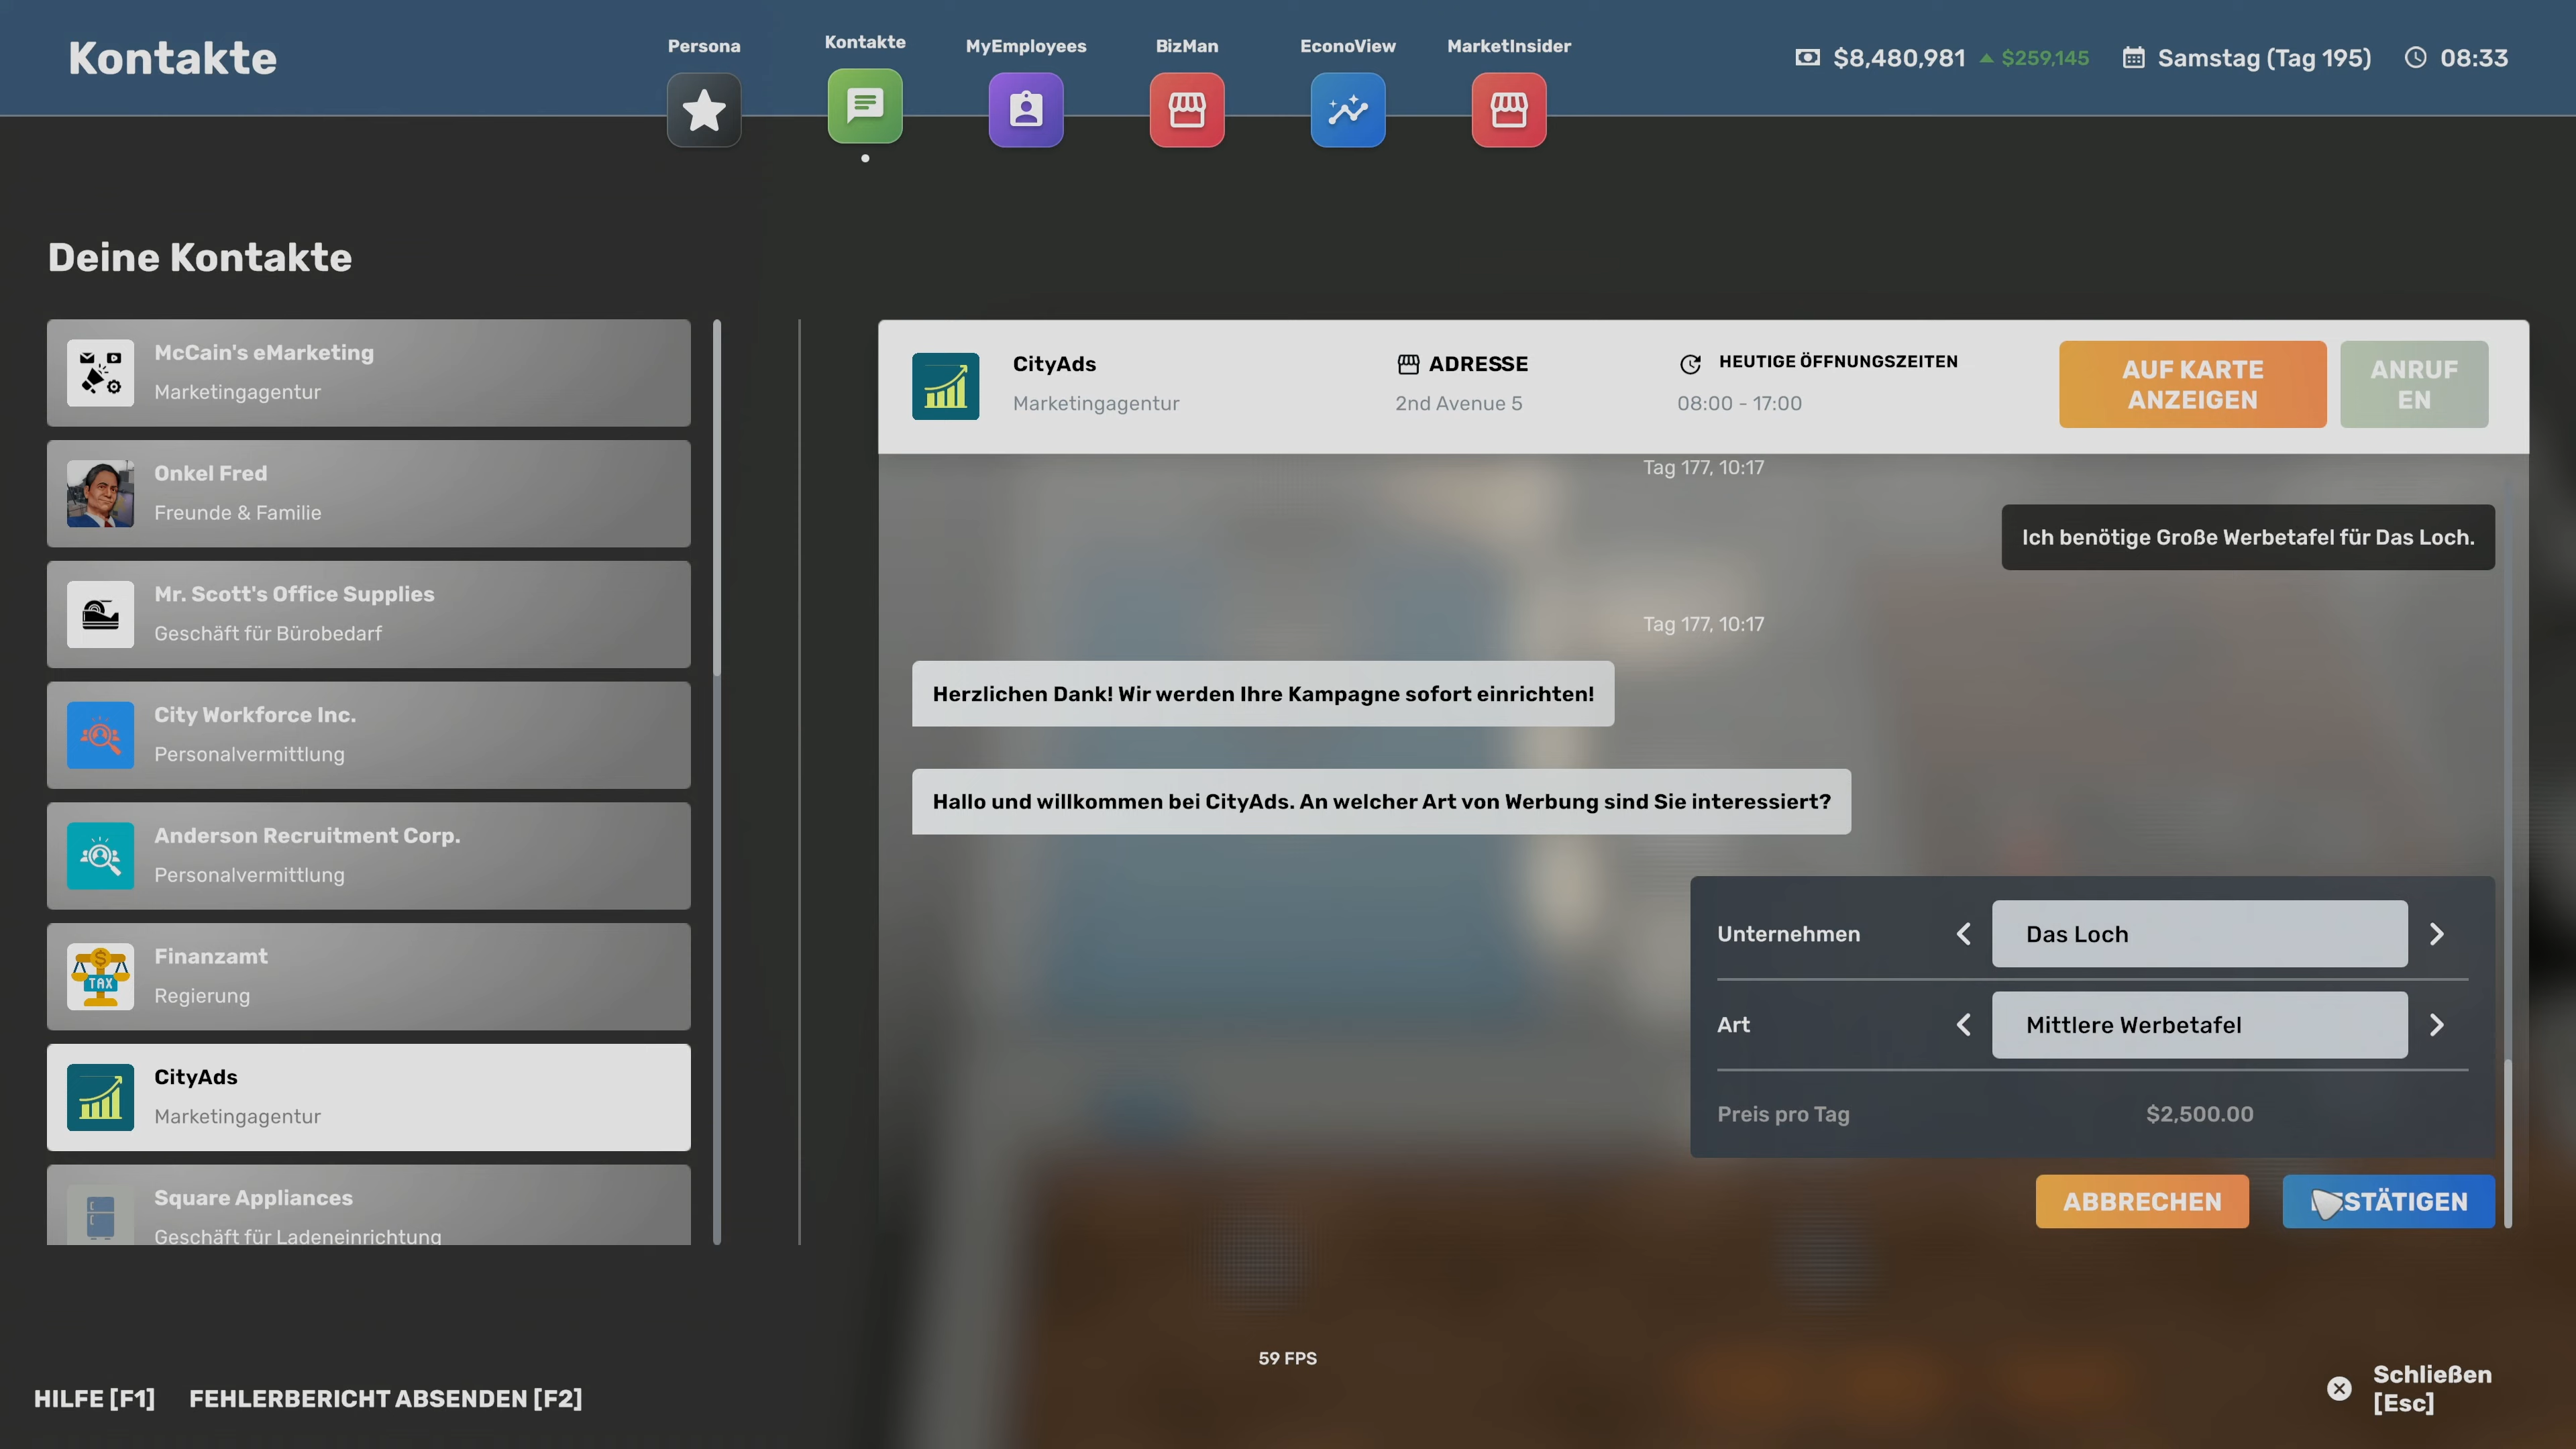 Kontakte
Persona
Kontakte
MyEmployees
BizMan
EconoView
MarketInsider
$8,480,981
$259,145
Samstag (Tag 195)
08:33
Deine Kontakte
McCain's eMarketing
Marketingagentur
Onkel Fred
Freunde & Familie
Mr. Scott's Office Supplies
Geschäft für Bürobedarf
City Workforce Inc.
Personalvermittlung
Anderson Recruitment Corp.
Personalvermittlung
TAX
Finanzamt
Regierung
CityAds
Marketingagentur
Square Appliances
Geschäft für Ladeneinrichtung
CityAds
Marketingagentur
ADRESSE
2nd Avenue 5
HEUTIGE ÖFFNUNGSZEITEN
08:00 - 17:00
AUF KARTE
ANZEIGEN
ANRUF
EN
Tag 177, 10:17
Ich benötige Große Werbetafel für Das Loch.
Tag 177, 10:17
Herzlichen Dank! Wir werden Ihre Kampagne sofort einrichten!
Hallo und willkommen bei CityAds. An welcher Art von Werbung sind Sie interessiert?
Unternehmen
Das Loch
Art
Mittlere Werbetafel
Preis pro Tag
$2,500.00
ABBRECHEN
BESTÄTIGEN
59 FPS
HILFE [F1]
FEHLERBERICHT ABSENDEN [F2]
Schließen
[Esc]